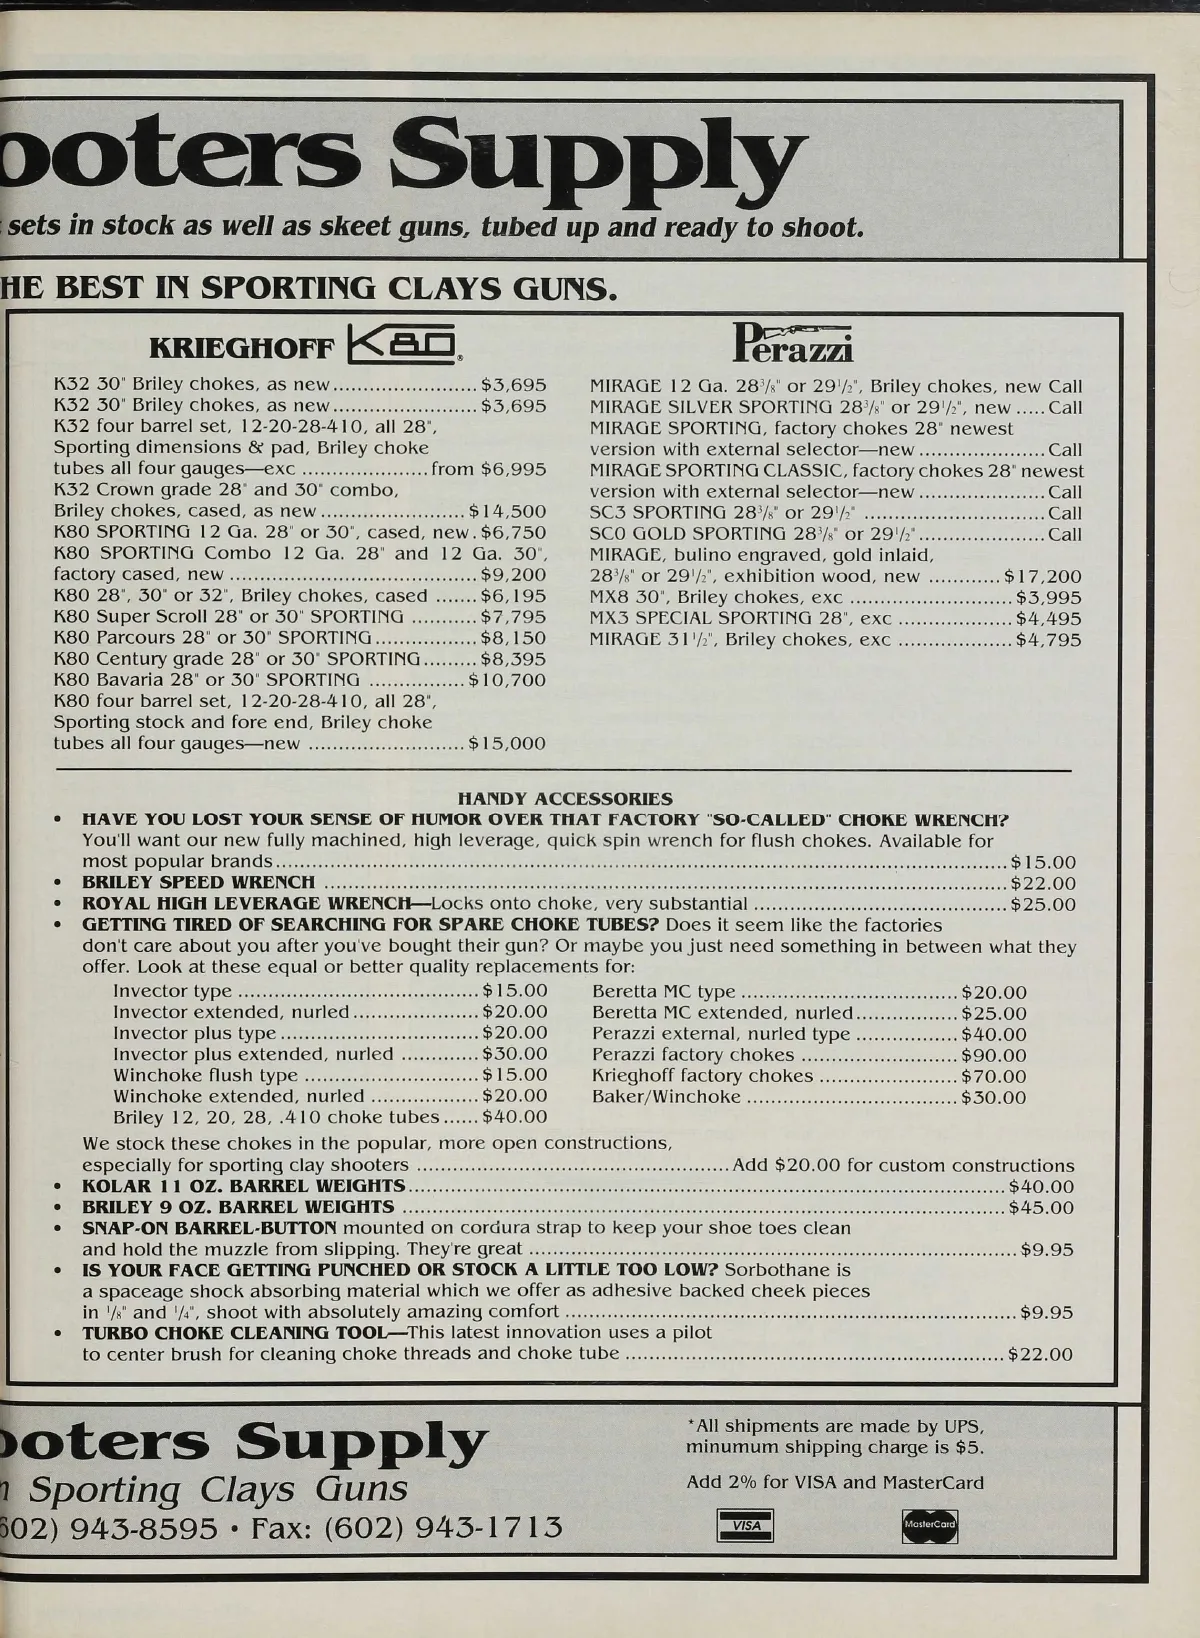 ooters Supply
sets in stock as well as skeet guns, tubed up and ready to shoot.
HE BEST IN SPORTING CLAYS GUNS.
KRIEGHOFF K80®
K32 30" Briley chokes, as new........................$3,695
K32 30" Briley chokes, as new........................$3,695
K32 four barrel set, 12-20-28-410, all 28",
Sporting dimensions & pad, Briley choke
tubes all four gauges—exc .....................from $6,995
K32 Crown grade 28" and 30" combo,
Briley chokes, cased, as new........................$14,500
K80 SPORTING 12 Ga. 28" or 30", cased, new.$6,750
K80 SPORTING Combo 12 Ga. 28" and 12 Ga. 30",
factory cased, new .........................................$9,200
K80 28", 30" or 32", Briley chokes, cased .......$6,195
K80 Super Scroll 28" or 30" SPORTING ...........$7,795
K80 Parcours 28" or 30" SPORTING.................$8,150
K80 Century grade 28" or 30" SPORTING.........$8,395
K80 Bavaria 28" or 30" SPORTING ................$10,700
K80 four barrel set, 12-20-28-410, all 28",
Sporting stock and fore end, Briley choke
tubes all four gauges—new ..........................$15,000
Perazzi
MIRAGE 12 Ga. 28³/₈" or 29¹/₂", Briley chokes, new Call
MIRAGE SILVER SPORTING 28³/₈" or 29¹/₂", new .....Call
MIRAGE SPORTING, factory chokes 28" newest
version with external selector—new.....................Call
MIRAGE SPORTING CLASSIC, factory chokes 28" newest
version with external selector—new.....................Call
SC3 SPORTING 28³/₈" or 29¹/₂" ..............................Call
SC0 GOLD SPORTING 28³/₈" or 29¹/₂".....................Call
MIRAGE, bulino engraved, gold inlaid,
28³/₈" or 29¹/₂", exhibition wood, new ............$17,200
MX8 30", Briley chokes, exc ...........................$3,995
MX3 SPECIAL SPORTING 28", exc ...................$4,495
MIRAGE 31¹/₂", Briley chokes, exc ...................$4,795
HANDY ACCESSORIES
• HAVE YOU LOST YOUR SENSE OF HUMOR OVER THAT FACTORY "SO-CALLED" CHOKE WRENCH?
You'll want our new fully machined, high leverage, quick spin wrench for flush chokes. Available for
most popular brands..........................................................$15.00
• BRILEY SPEED WRENCH ..........................................................$22.00
• ROYAL HIGH LEVERAGE WRENCH—Locks onto choke, very substantial ..........................................$25.00
• GETTING TIRED OF SEARCHING FOR SPARE CHOKE TUBES? Does it seem like the factories
don't care about you after you've bought their gun? Or maybe you just need something in between what they
offer. Look at these equal or better quality replacements for:
Invector type ........................................$15.00
Invector extended, nurled.....................$20.00
Invector plus type.................................$20.00
Invector plus extended, nurled .............$30.00
Winchoke flush type .............................$15.00
Winchoke extended, nurled ..................$20.00
Briley 12, 20, 28, .410 choke tubes......$40.00
Beretta MC type ....................................$20.00
Beretta MC extended, nurled.................$25.00
Perazzi external, nurled type .................$40.00
Perazzi factory chokes ..........................$90.00
Krieghoff factory chokes .......................$70.00
Baker/Winchoke ...................................$30.00
We stock these chokes in the popular, more open constructions,
especially for sporting clay shooters ....................................................Add $20.00 for custom constructions
• KOLAR 11 OZ. BARREL WEIGHTS..........................................................$40.00
• BRILEY 9 OZ. BARREL WEIGHTS ..........................................................$45.00
• SNAP-ON BARREL-BUTTON mounted on cordura strap to keep your shoe toes clean
and hold the muzzle from slipping. They're great ..........................................................$9.95
• IS YOUR FACE GETTING PUNCHED OR STOCK A LITTLE TOO LOW? Sorbothane is
a spaceage shock absorbing material which we offer as adhesive backed cheek pieces
in ¹/₈" and ¹/₄", shoot with absolutely amazing comfort ..........................................................$9.95
• TURBO CHOKE CLEANING TOOL—This latest innovation uses a pilot
to center brush for cleaning choke threads and choke tube ..........................................................$22.00
ooters Supply
Sporting Clays Guns
602) 943-8595 • Fax: (602) 943-1713
*All shipments are made by UPS,
minumum shipping charge is $5.
Add 2% for VISA and MasterCard
VISA
MasterCard